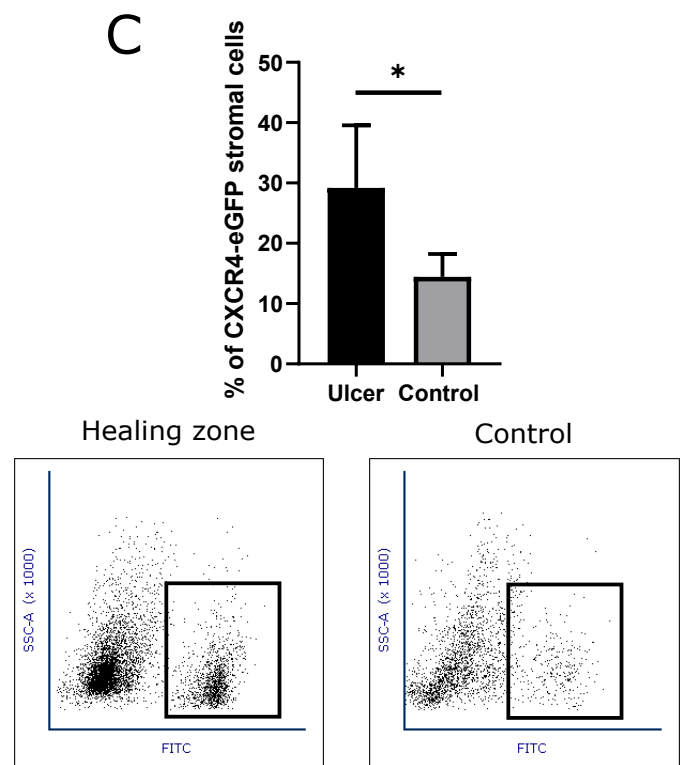 C
% of CXCR4-eGFP stromal cells
50
40
30
20
10
0
*
Ulcer Control
Healing zone
Control
SSC-A (x 1000)
FITC
SSC-A (x 1000)
FITC